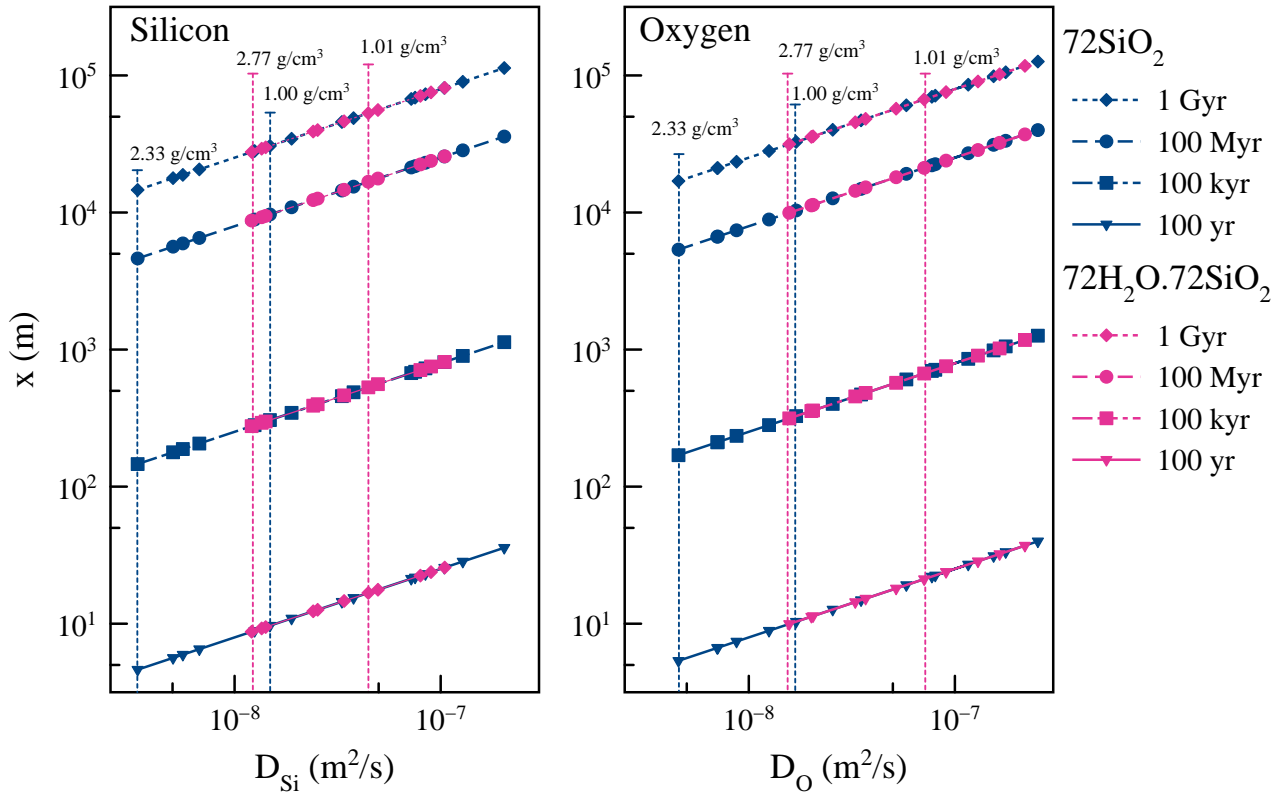 Silicon
Oxygen
72SiO₂
1 Gyr
100 Myr
100 kyr
100 yr
72H₂O.72SiO₂
1 Gyr
100 Myr
100 kyr
100 yr
2.33 g/cm³
2.77 g/cm³
1.00 g/cm³
1.01 g/cm³
2.33 g/cm³
2.77 g/cm³
1.00 g/cm³
1.01 g/cm³
x (m)
10⁵
10⁴
10³
10²
10¹
10⁻⁸
10⁻⁷
10⁻⁸
10⁻⁷
D_Si (m²/s)
D_O (m²/s)